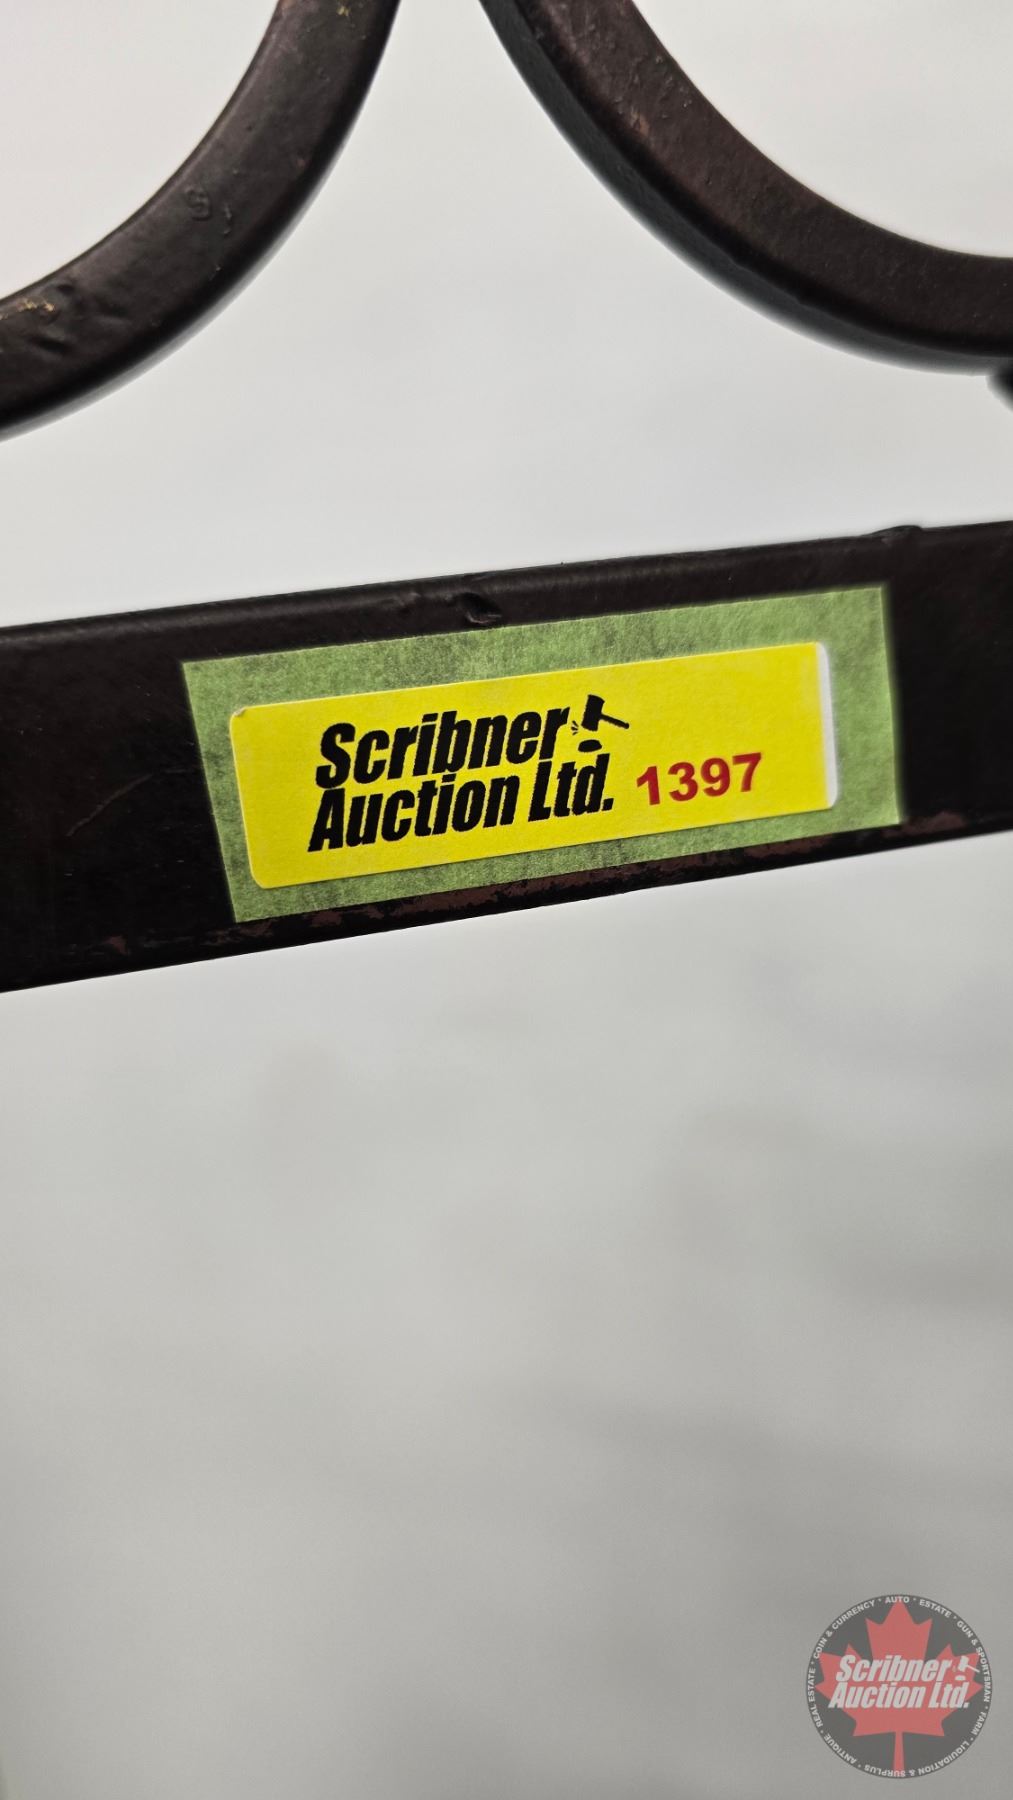 Scribner
Auction Ltd. 1397
COIN & CURRENCY · AUTO · ESTATE · GUN & SPORTSMAN · FARM · LIQUIDATION & SURPLUS · ANTIQUE · REAL ESTATE ·
Scribner
Auction Ltd.